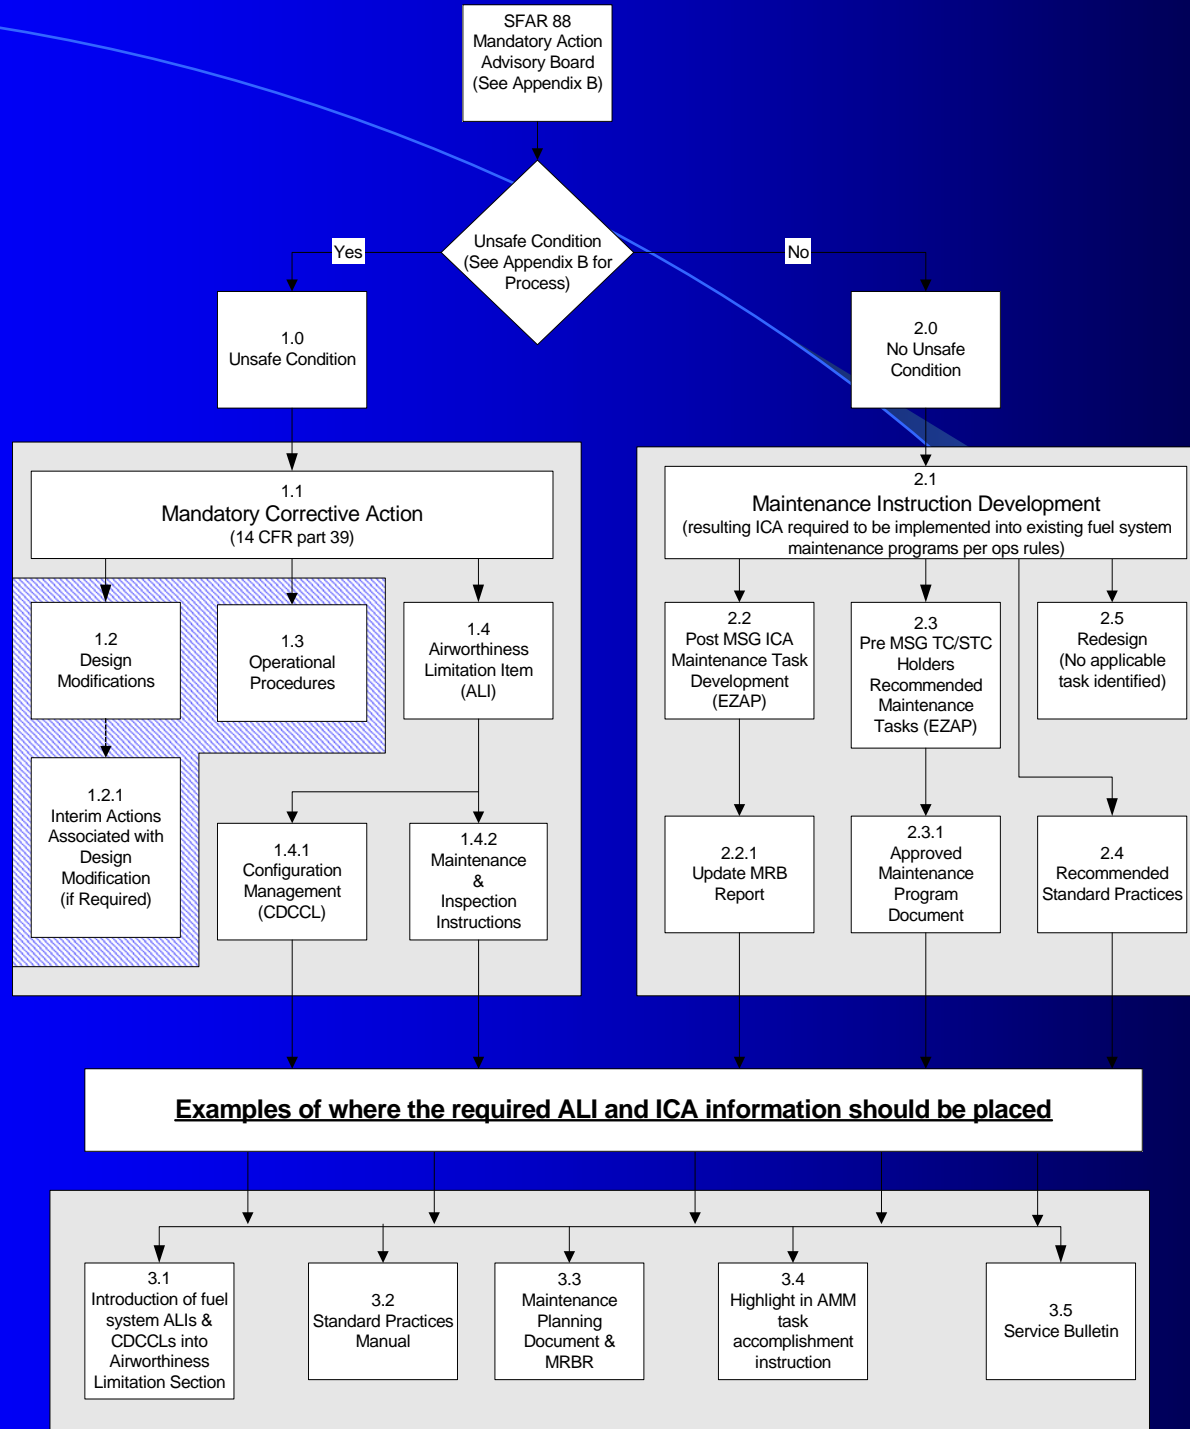 SFAR 88
Mandatory Action
Advisory Board
(See Appendix B)
Unsafe Condition
(See Appendix B for
Process)
Yes
No
1.0
Unsafe Condition
2.0
No Unsafe
Condition
1.1
Mandatory Corrective Action
(14 CFR part 39)
2.1
Maintenance Instruction Development
(resulting ICA required to be implemented into existing fuel system
maintenance programs per ops rules)
1.2
Design
Modifications
1.3
Operational
Procedures
1.4
Airworthiness
Limitation Item
(ALI)
2.2
Post MSG ICA
Maintenance Task
Development
(EZAP)
2.3
Pre MSG TC/STC
Holders
Recommended
Maintenance
Tasks (EZAP)
2.5
Redesign
(No applicable
task identified)
1.2.1
Interim Actions
Associated with
Design
Modification
(if Required)
1.4.1
Configuration
Management
(CDCCL)
1.4.2
Maintenance
&
Inspection
Instructions
2.2.1
Update MRB
Report
2.3.1
Approved
Maintenance
Program
Document
2.4
Recommended
Standard Practices
Examples of where the required ALI and ICA information should be placed
3.1
Introduction of fuel
system ALIs &
CDCCLs into
Airworthiness
Limitation Section
3.2
Standard Practices
Manual
3.3
Maintenance
Planning
Document &
MRBR
3.4
Highlight in AMM
task
accomplishment
instruction
3.5
Service Bulletin